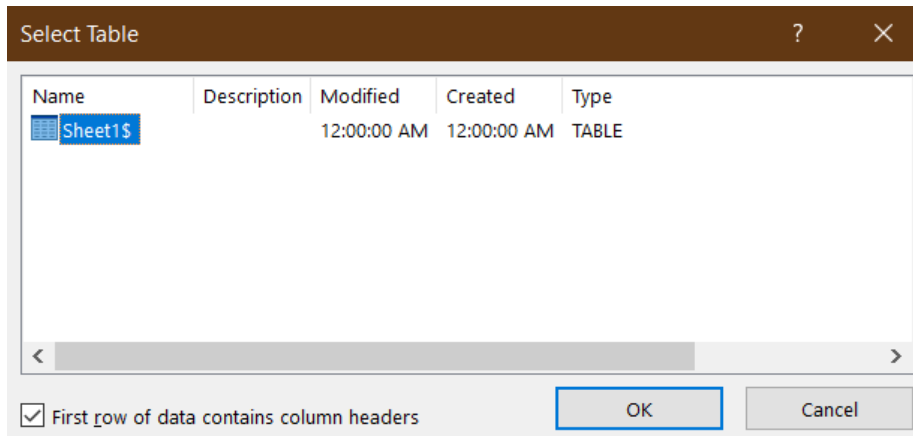 Select Table ?
Name Description Modified Created Type
Sheet1$ 12:00:00 AM 12:00:00 AM TABLE
First row of data contains column headers OK Cancel